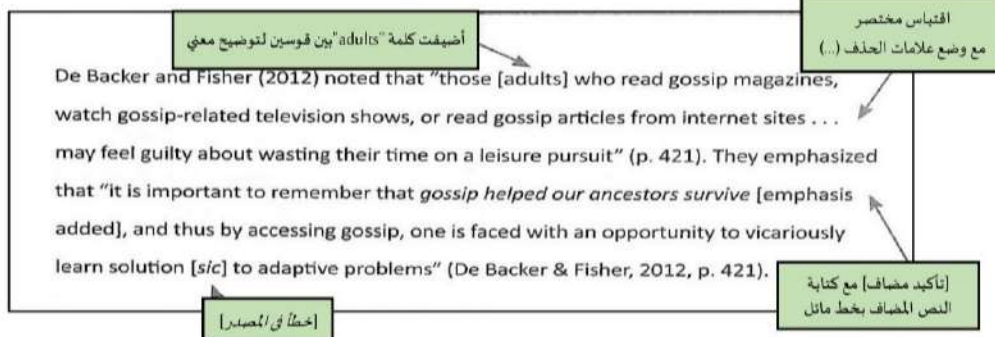 اقتباس مختصر
مع وضع علامات الحذف (...)
أضيفت كلمة "adults" بين قوسين لتوضيح معني
De Backer and Fisher (2012) noted that "those [adults] who read gossip magazines,
watch gossip-related television shows, or read gossip articles from internet sites . . .
may feel guilty about wasting their time on a leisure pursuit" (p. 421). They emphasized
that "it is important to remember that gossip helped our ancestors survive [emphasis
added], and thus by accessing gossip, one is faced with an opportunity to vicariously
learn solution [sic] to adaptive problems" (De Backer & Fisher, 2012, p. 421).
[تأكيد مضاف] مع كتابة
النص المضاف بخط مائل
[خطأ في المصدر]